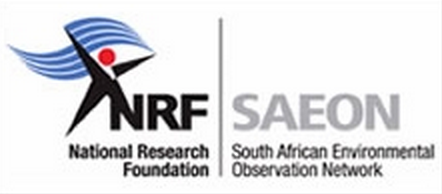 NRF
National Research
Foundation
SAEON
South African Environmental
Observation Network